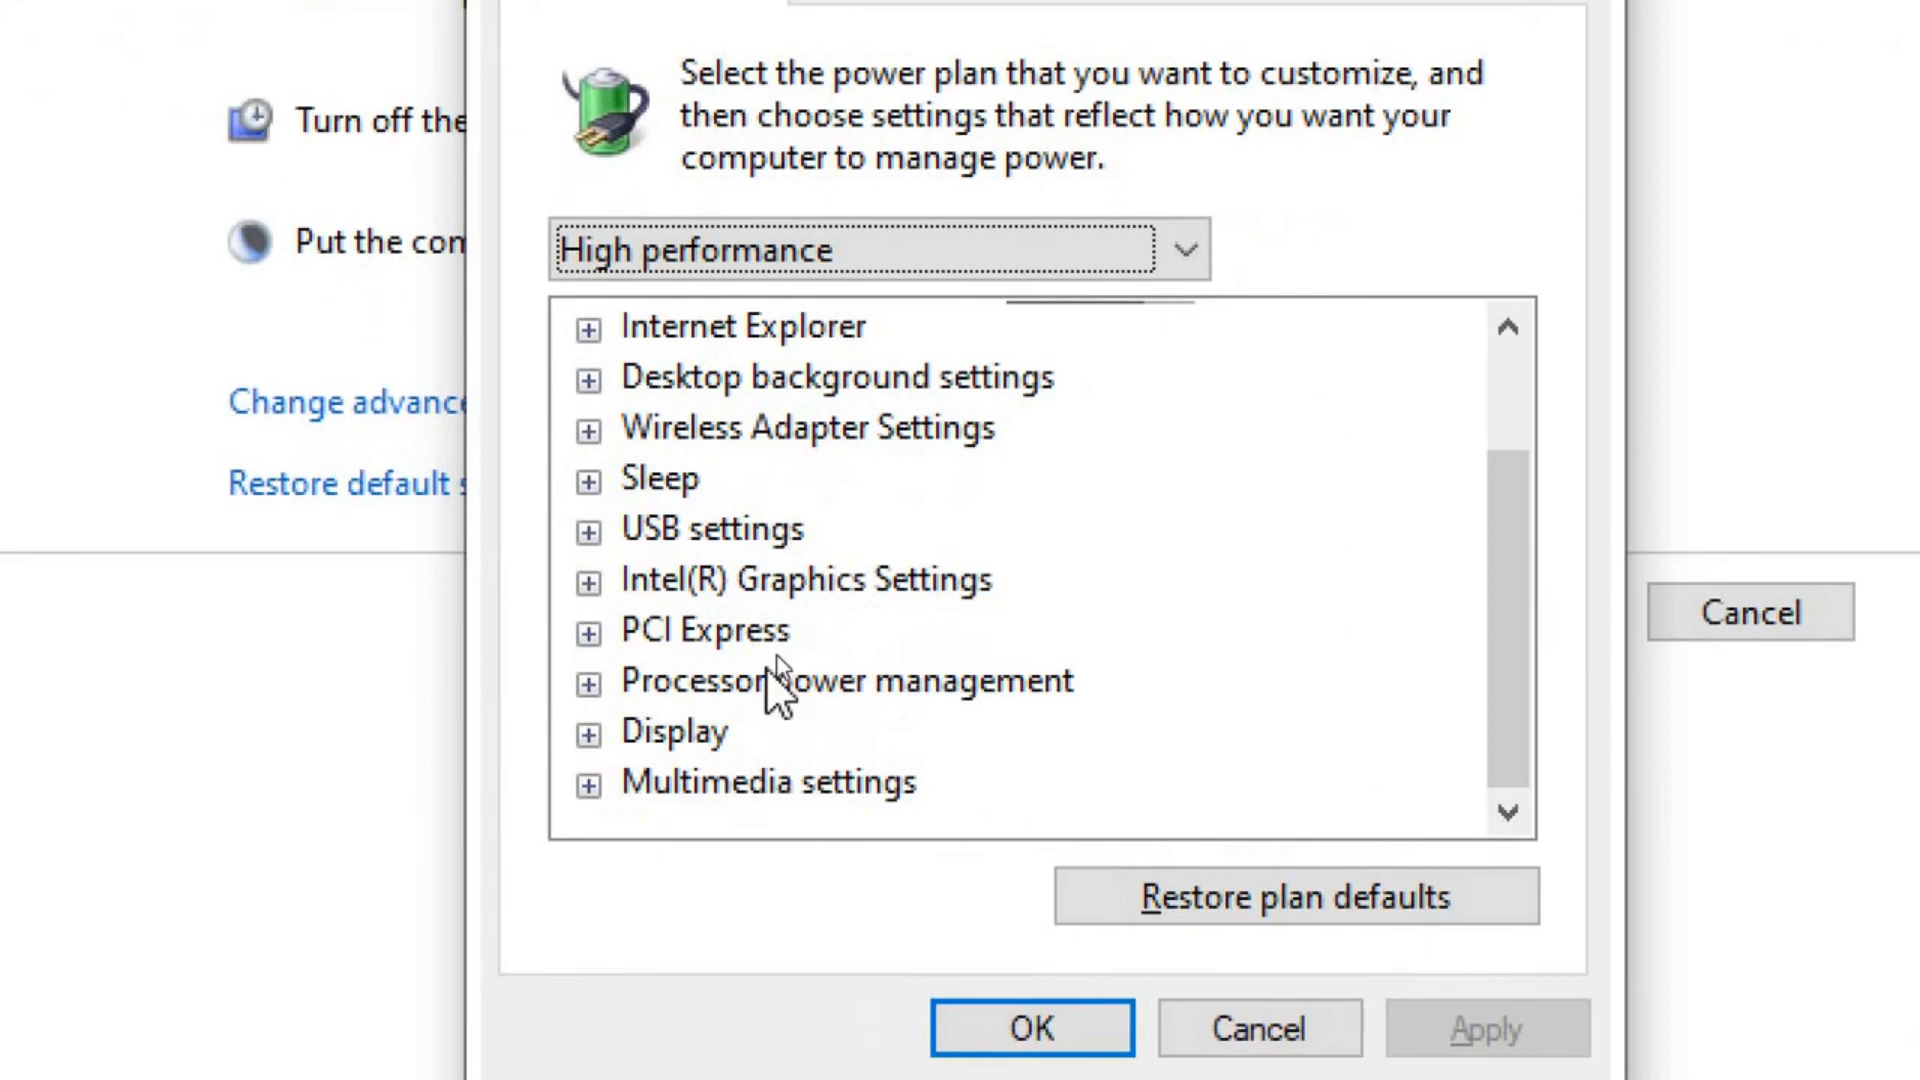 Select the power plan that you want to customize, and
then choose settings that reflect how you want your
computer to manage power.
Turn off the
Put the com
High performance
Internet Explorer
Desktop background settings
Change advance
Wireless Adapter Settings
Restore default s
Sleep
USB settings
Intel(R) Graphics Settings
PCI Express
Cancel
Processor power management
Display
Multimedia settings
Restore plan defaults
OK
Cancel
Apply